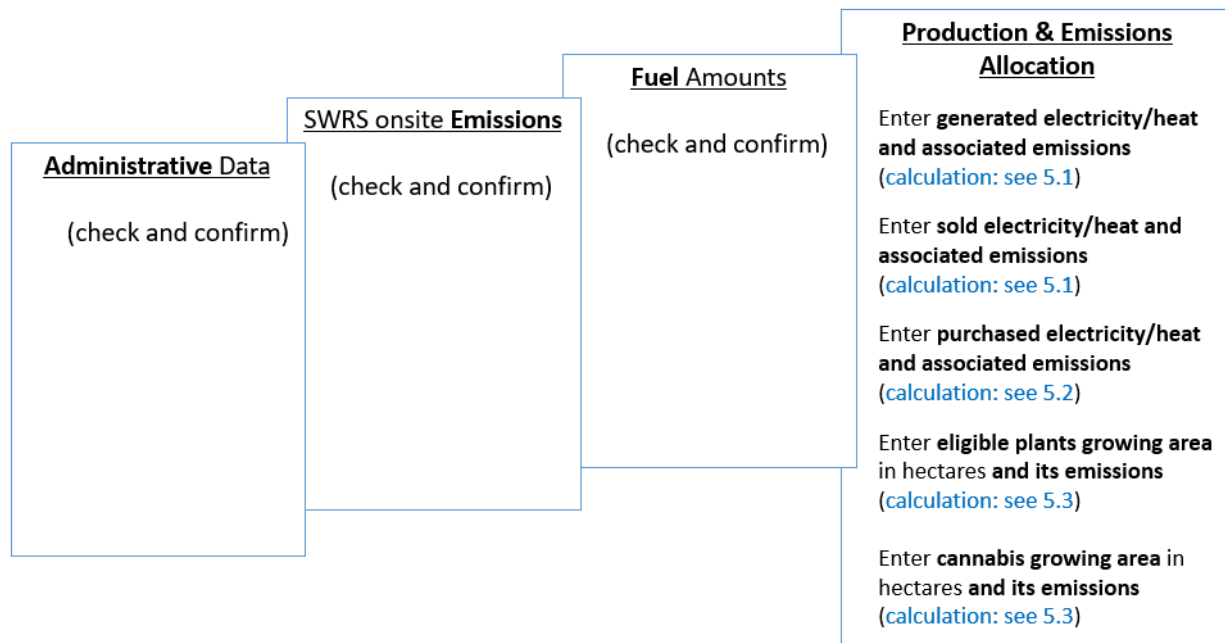 Administrative Data
(check and confirm)
SWRS onsite Emissions
(check and confirm)
Fuel Amounts
(check and confirm)
Production & Emissions
Allocation
Enter generated electricity/heat
and associated emissions
(calculation: see 5.1)
Enter sold electricity/heat and
associated emissions
(calculation: see 5.1)
Enter purchased electricity/heat
and associated emissions
(calculation: see 5.2)
Enter eligible plants growing area
in hectares and its emissions
(calculation: see 5.3)
Enter cannabis growing area in
hectares and its emissions
(calculation: see 5.3)